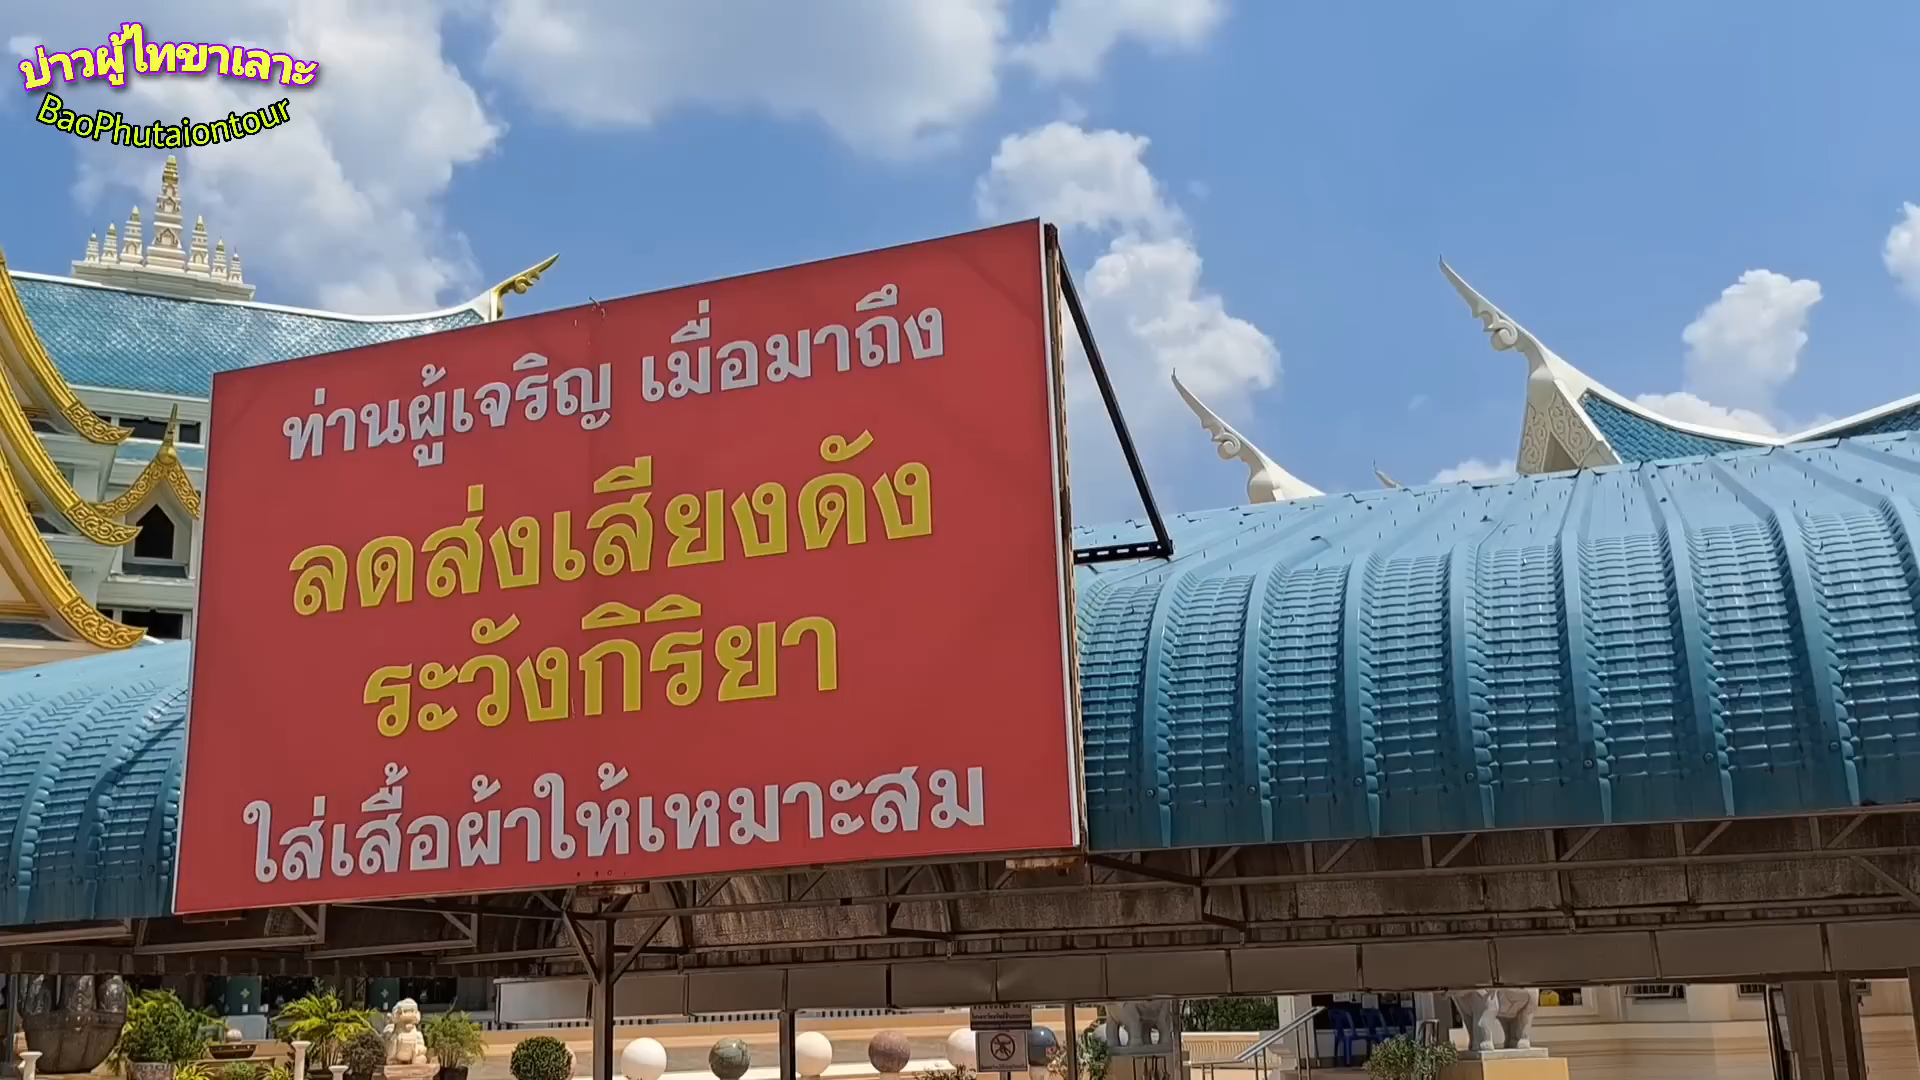 บ่าวผู้ไทขาเลาะ
BaoPhutaiontour
ท่านผู้เจริญ เมื่อมาถึง
ลดส่งเสียงดัง
ระวังกิริยา
ใส่เสื้อผ้าให้เหมาะสม